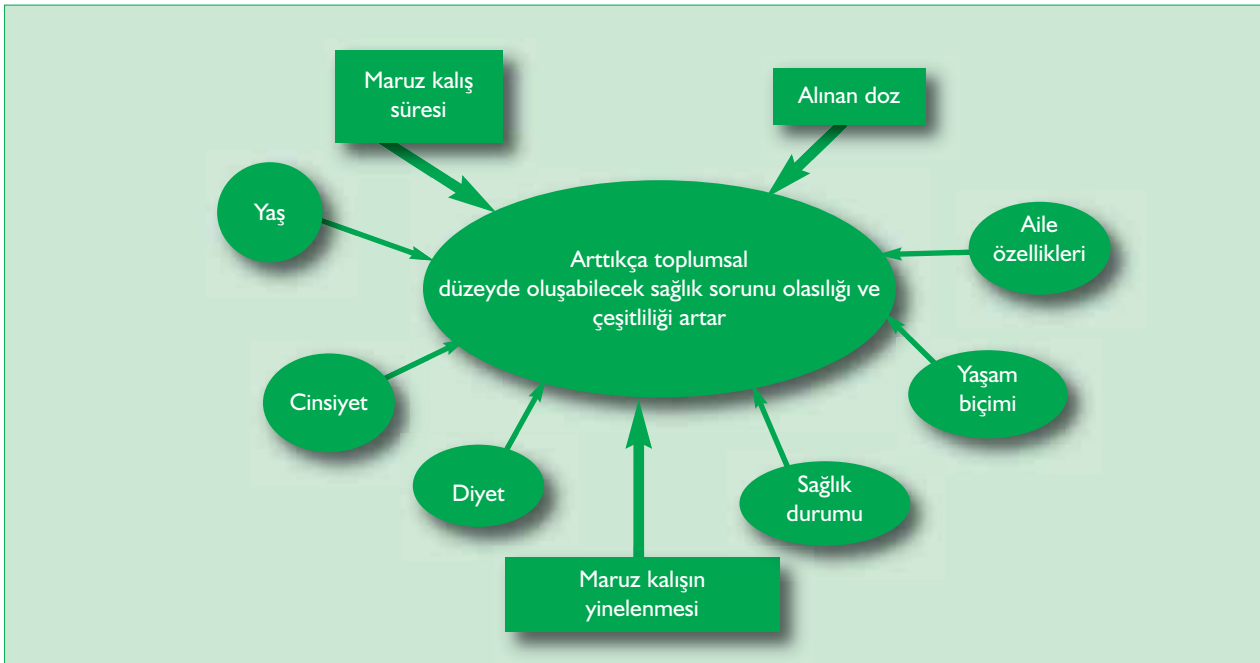 Maruz kalış
süresi
Alınan doz
Yaş
Aile
özellikleri
Arttıkça toplumsal
düzeyde oluşabilecek sağlık sorunu olasılığı ve
çeşitliliği artar
Cinsiyet
Yaşam
biçimi
Diyet
Sağlık
durumu
Maruz kalışın
yinelenmesi